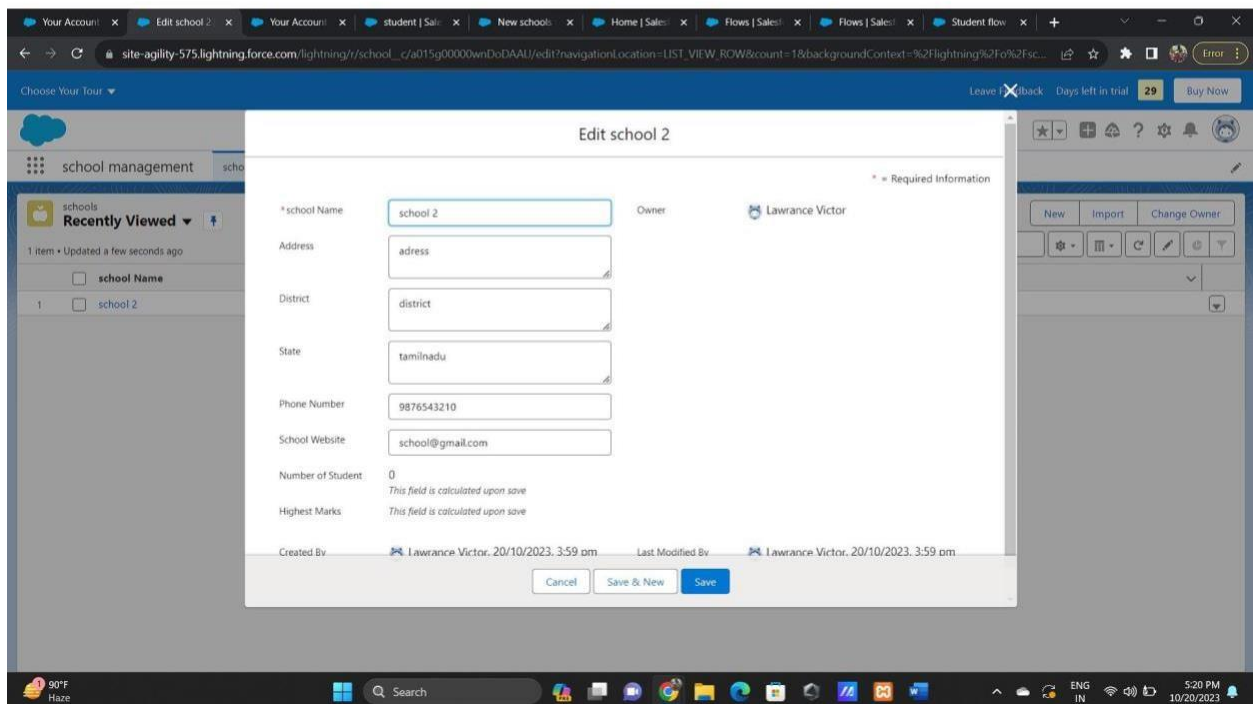 Your Account
Edit school 2
Your Account
student | Sale
New schools
Home | Sales
Flows | Sales
Flows | Sales
Student flow
site-agility-575.lightning.force.com/lightning/r/school__c/a015g00000wnDoDAAU/edit?navigationLocation=LIST_VIEW_ROW&count=1&backgroundContext=%2Flightning%2Fo%2Fsc...
Error
Choose Your Tour
Leave Feedback Days left in trial 29 Buy Now
Edit school 2
school management
scho
* = Required Information
schools
Recently Viewed
New Import Change Owner
1 item • Updated a few seconds ago
school Name
1 school 2
*school Name school 2
Owner Lawrance Victor
Address adress
District district
State tamilnadu
Phone Number 9876543210
School Website school@gmail.com
Number of Student 0
This field is calculated upon save
Highest Marks This field is calculated upon save
Created By Lawrance Victor, 20/10/2023, 3:59 pm Last Modified By Lawrance Victor, 20/10/2023, 3:59 pm
Cancel Save & New Save
1
90°F
Haze
Search
ENG
IN
5:20 PM
10/20/2023